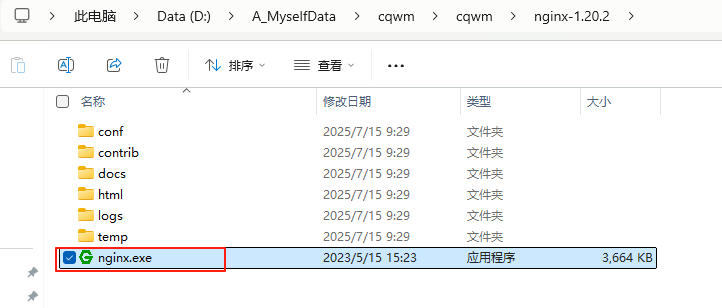 此电脑 > Data (D:) > A_MyselfData > cqwm > cqwm > nginx-1.20.2 >
排序 查看 ...
名称 修改日期 类型 大小
conf 2025/7/15 9:29 文件夹
contrib 2025/7/15 9:29 文件夹
docs 2025/7/15 9:29 文件夹
html 2025/7/15 9:29 文件夹
logs 2025/7/15 9:29 文件夹
temp 2025/7/15 9:29 文件夹
nginx.exe 2023/5/15 15:23 应用程序 3,664 KB